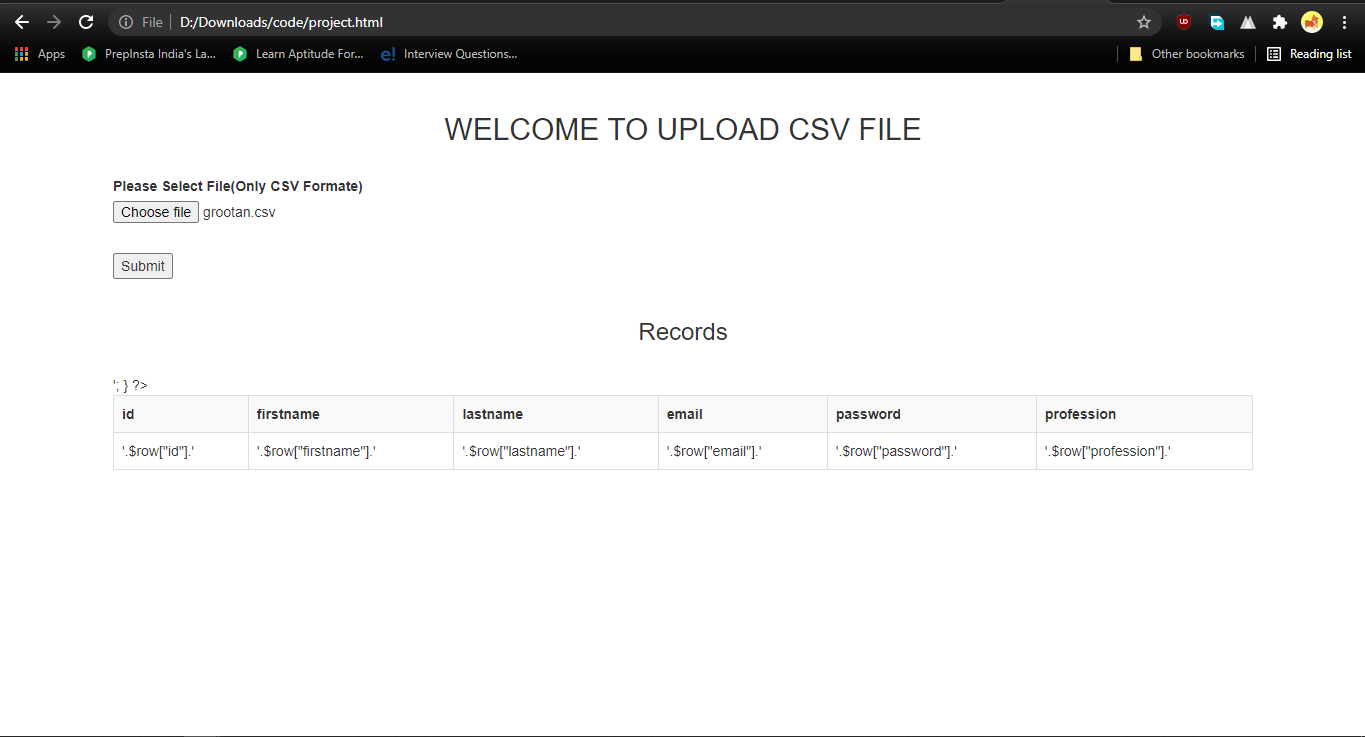 File D:/Downloads/code/project.html
Apps PrepInsta India's La... Learn Aptitude For... e! Interview Questions... Other bookmarks Reading list
WELCOME TO UPLOAD CSV FILE
Please Select File(Only CSV Formate)
Choose file grootan.csv
Submit
Records
'; } ?>
id firstname lastname email password profession
'.$row["id"].' '.$row["firstname"].' '.$row["lastname"].' '.$row["email"].' '.$row["password"].' '.$row["profession"].'